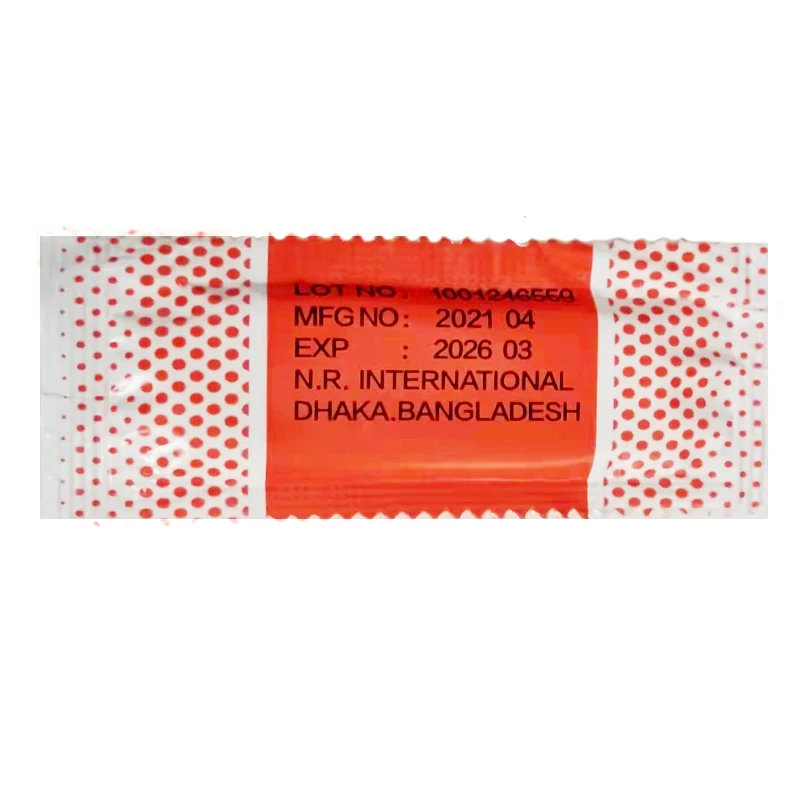 LOT NO : 1001246559
MFG NO : 2021 04
EXP : 2026 03
N.R. INTERNATIONAL
DHAKA.BANGLADESH